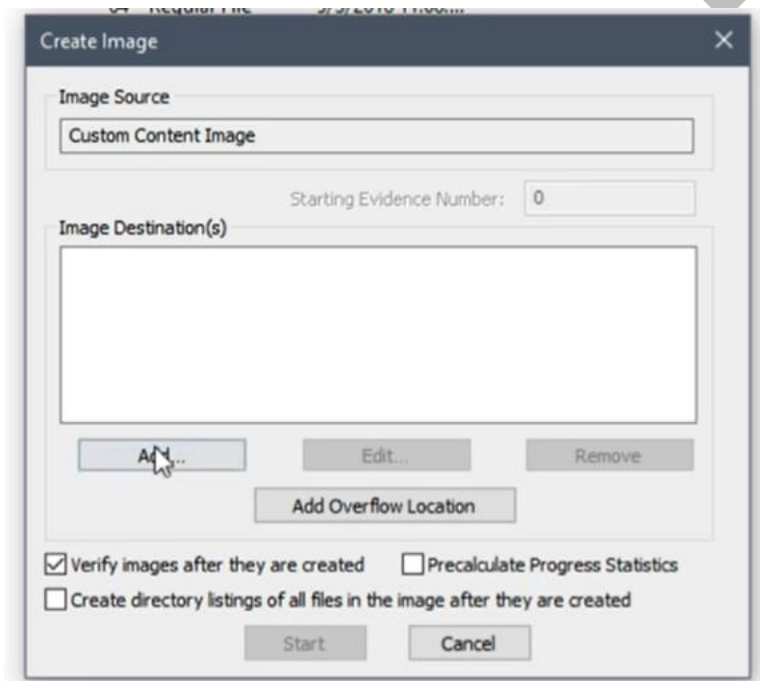 Create Image
Image Source
Custom Content Image
Starting Evidence Number: 0
Image Destination(s)
Edit... Remove
Add Overflow Location
Verify images after they are created Precalculate Progress Statistics
Create directory listings of all files in the image after they are created
Start Cancel